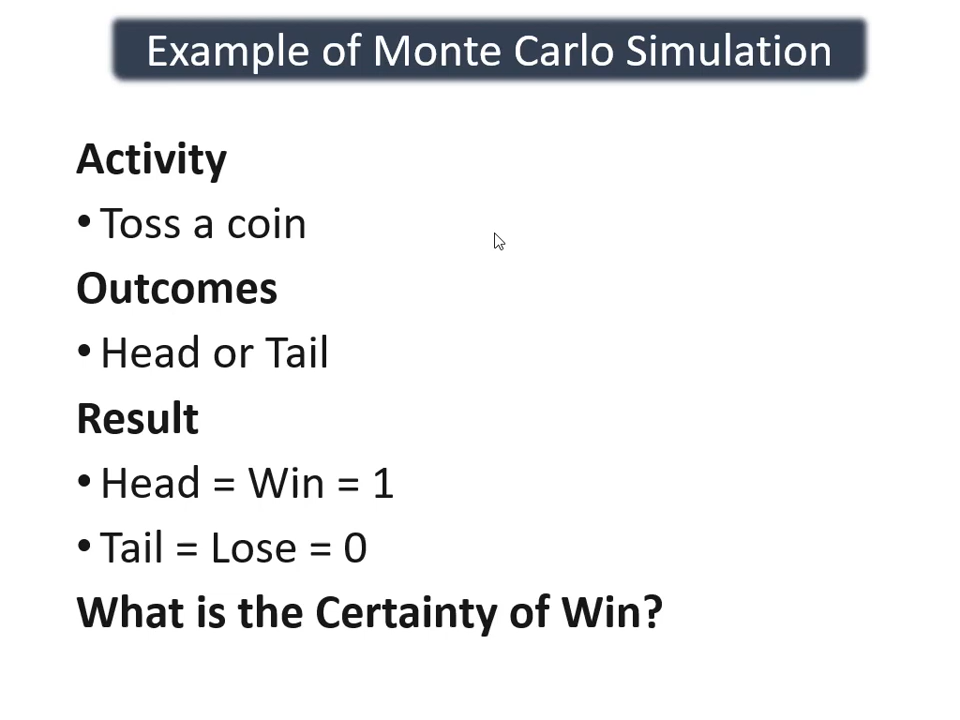 Example of Monte Carlo Simulation
Activity
• Toss a coin
Outcomes
• Head or Tail
Result
• Head = Win = 1
• Tail = Lose = 0
What is the Certainty of Win?